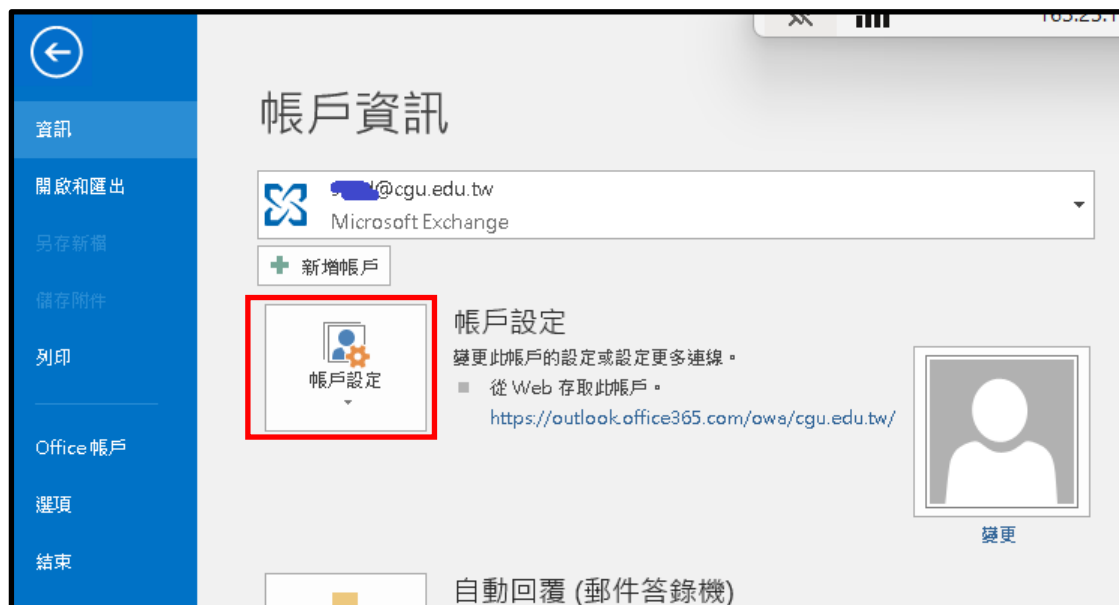 163.25.1
資訊
開啟和匯出
另存新檔
儲存附件
列印
Office 帳戶
選項
結束
帳戶資訊
@cgu.edu.tw
Microsoft Exchange
新增帳戶
帳戶設定
帳戶設定
變更此帳戶的設定或設定更多連線。
從 Web 存取此帳戶。
https://outlook.office365.com/owa/cgu.edu.tw/
變更
自動回覆 (郵件答錄機)